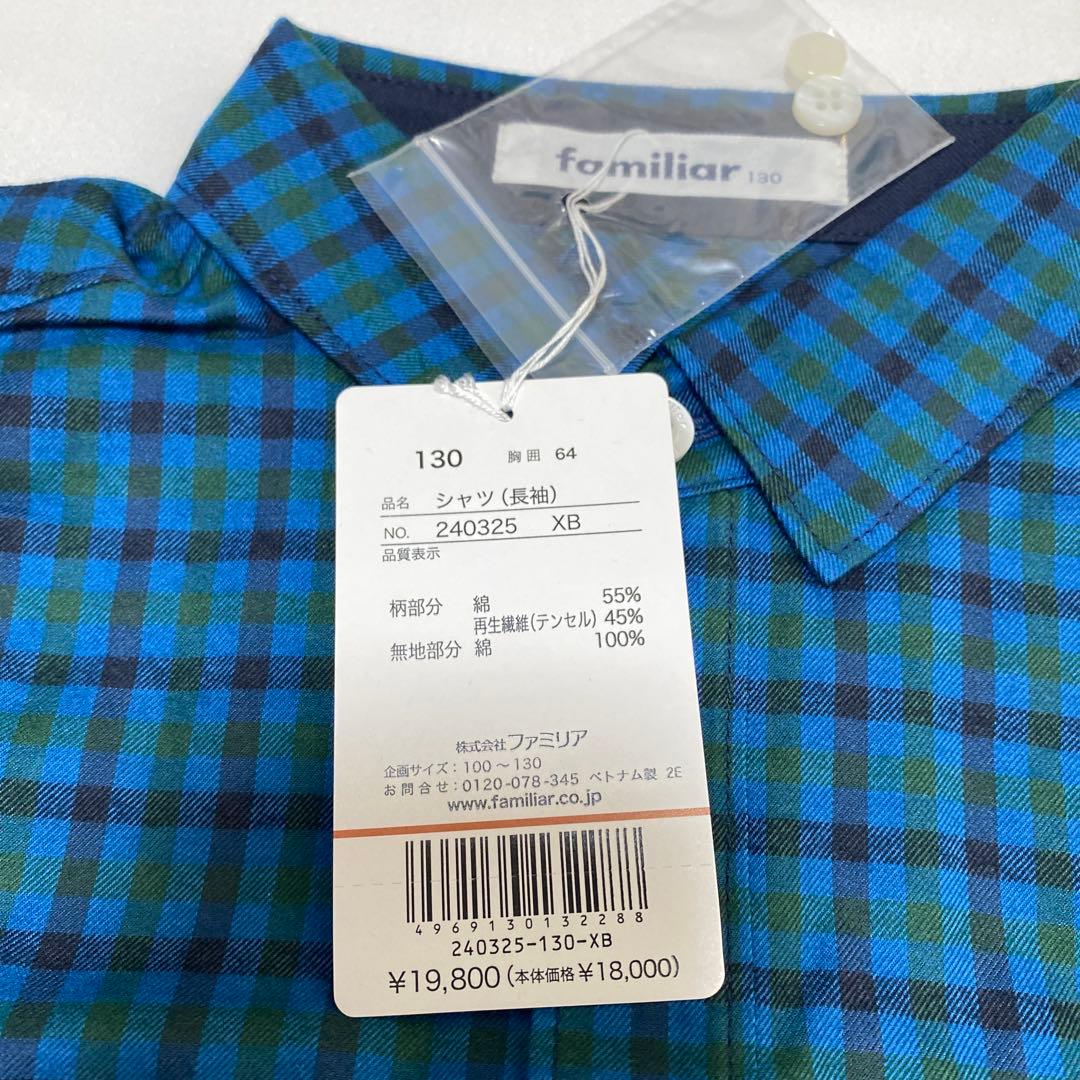 familiar 130
130 胸囲 64
品名 シャツ(長袖)
NO. 240325 XB
品質表示
柄部分 綿 55%
再生繊維(テンセル) 45%
無地部分 綿 100%
株式会社ファミリア
企画サイズ:100~130
お問合せ:0120-078-345 ベトナム製 2E
www.familiar.co.jp
4969130132288
240325-130-XB
¥19,800(本体価格¥18,000)